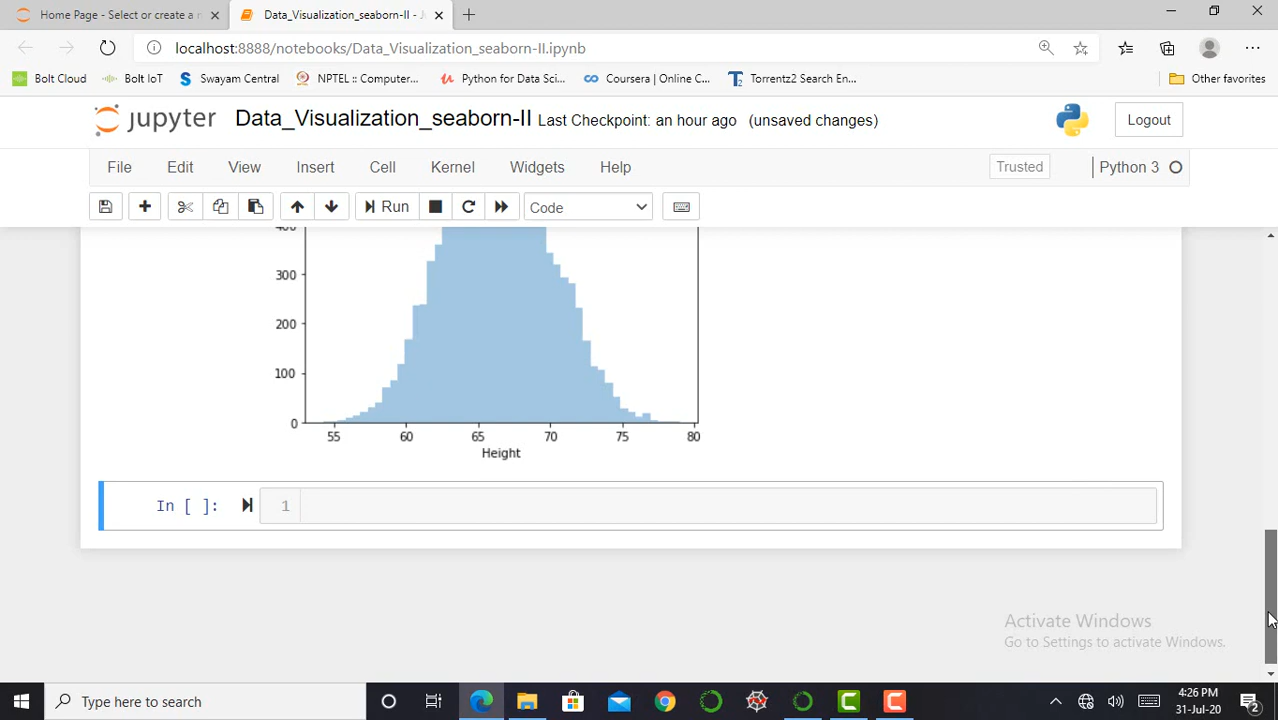 Home Page - Select or create a n
Data_Visualization_seaborn-II - J
localhost:8888/notebooks/Data_Visualization_seaborn-II.ipynb
Bolt Cloud
Bolt IoT
Swayam Central
NPTEL :: Computer...
Python for Data Sci...
Coursera | Online C...
Torrentz2 Search En...
Other favorites
jupyter
Data_Visualization_seaborn-II Last Checkpoint: an hour ago (unsaved changes)
Logout
File Edit View Insert Cell Kernel Widgets Help
Trusted
Python 3
Run
Code
400
300
200
100
0
55 60 65 70 75 80
Height
In [ ]:
1
Activate Windows
Go to Settings to activate Windows.
Type here to search
4:26 PM
31-Jul-20
2